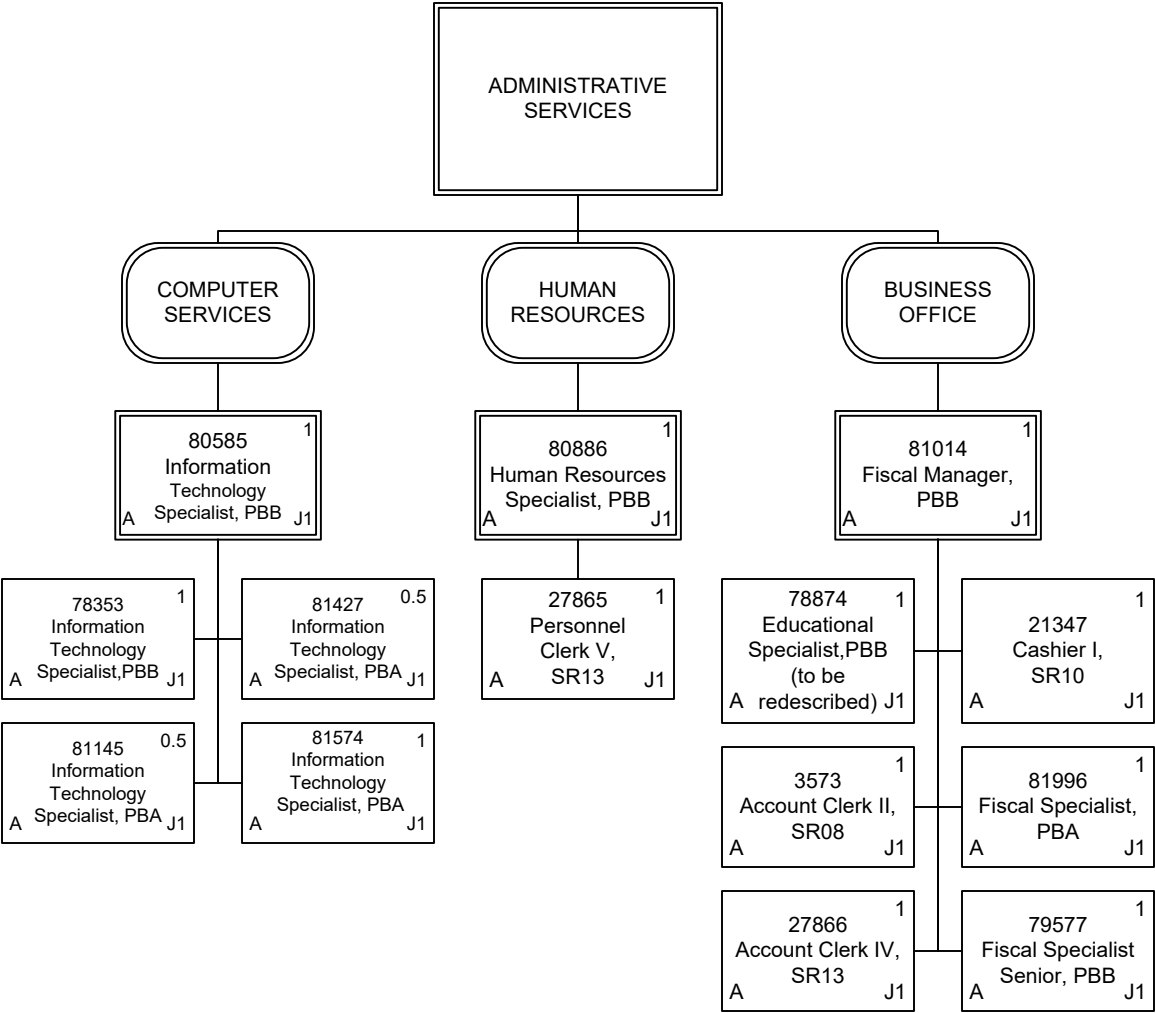 ADMINISTRATIVE
SERVICES
COMPUTER
SERVICES
HUMAN
RESOURCES
BUSINESS
OFFICE
1
80585
Information
Technology
Specialist, PBB
A
J1
1
80886
Human Resources
Specialist, PBB
A
J1
1
81014
Fiscal Manager,
PBB
A
J1
1
78353
Information
Technology
Specialist,PBB
A
J1
0.5
81427
Information
Technology
Specialist, PBA
A
J1
0.5
81145
Information
Technology
Specialist, PBA
A
J1
1
81574
Information
Technology
Specialist, PBA
A
J1
1
27865
Personnel
Clerk V,
SR13
A
J1
1
78874
Educational
Specialist,PBB
(to be
redescribed)
A
J1
1
21347
Cashier I,
SR10
A
J1
1
3573
Account Clerk II,
SR08
A
J1
1
81996
Fiscal Specialist,
PBA
A
J1
1
27866
Account Clerk IV,
SR13
A
J1
1
79577
Fiscal Specialist
Senior, PBB
A
J1